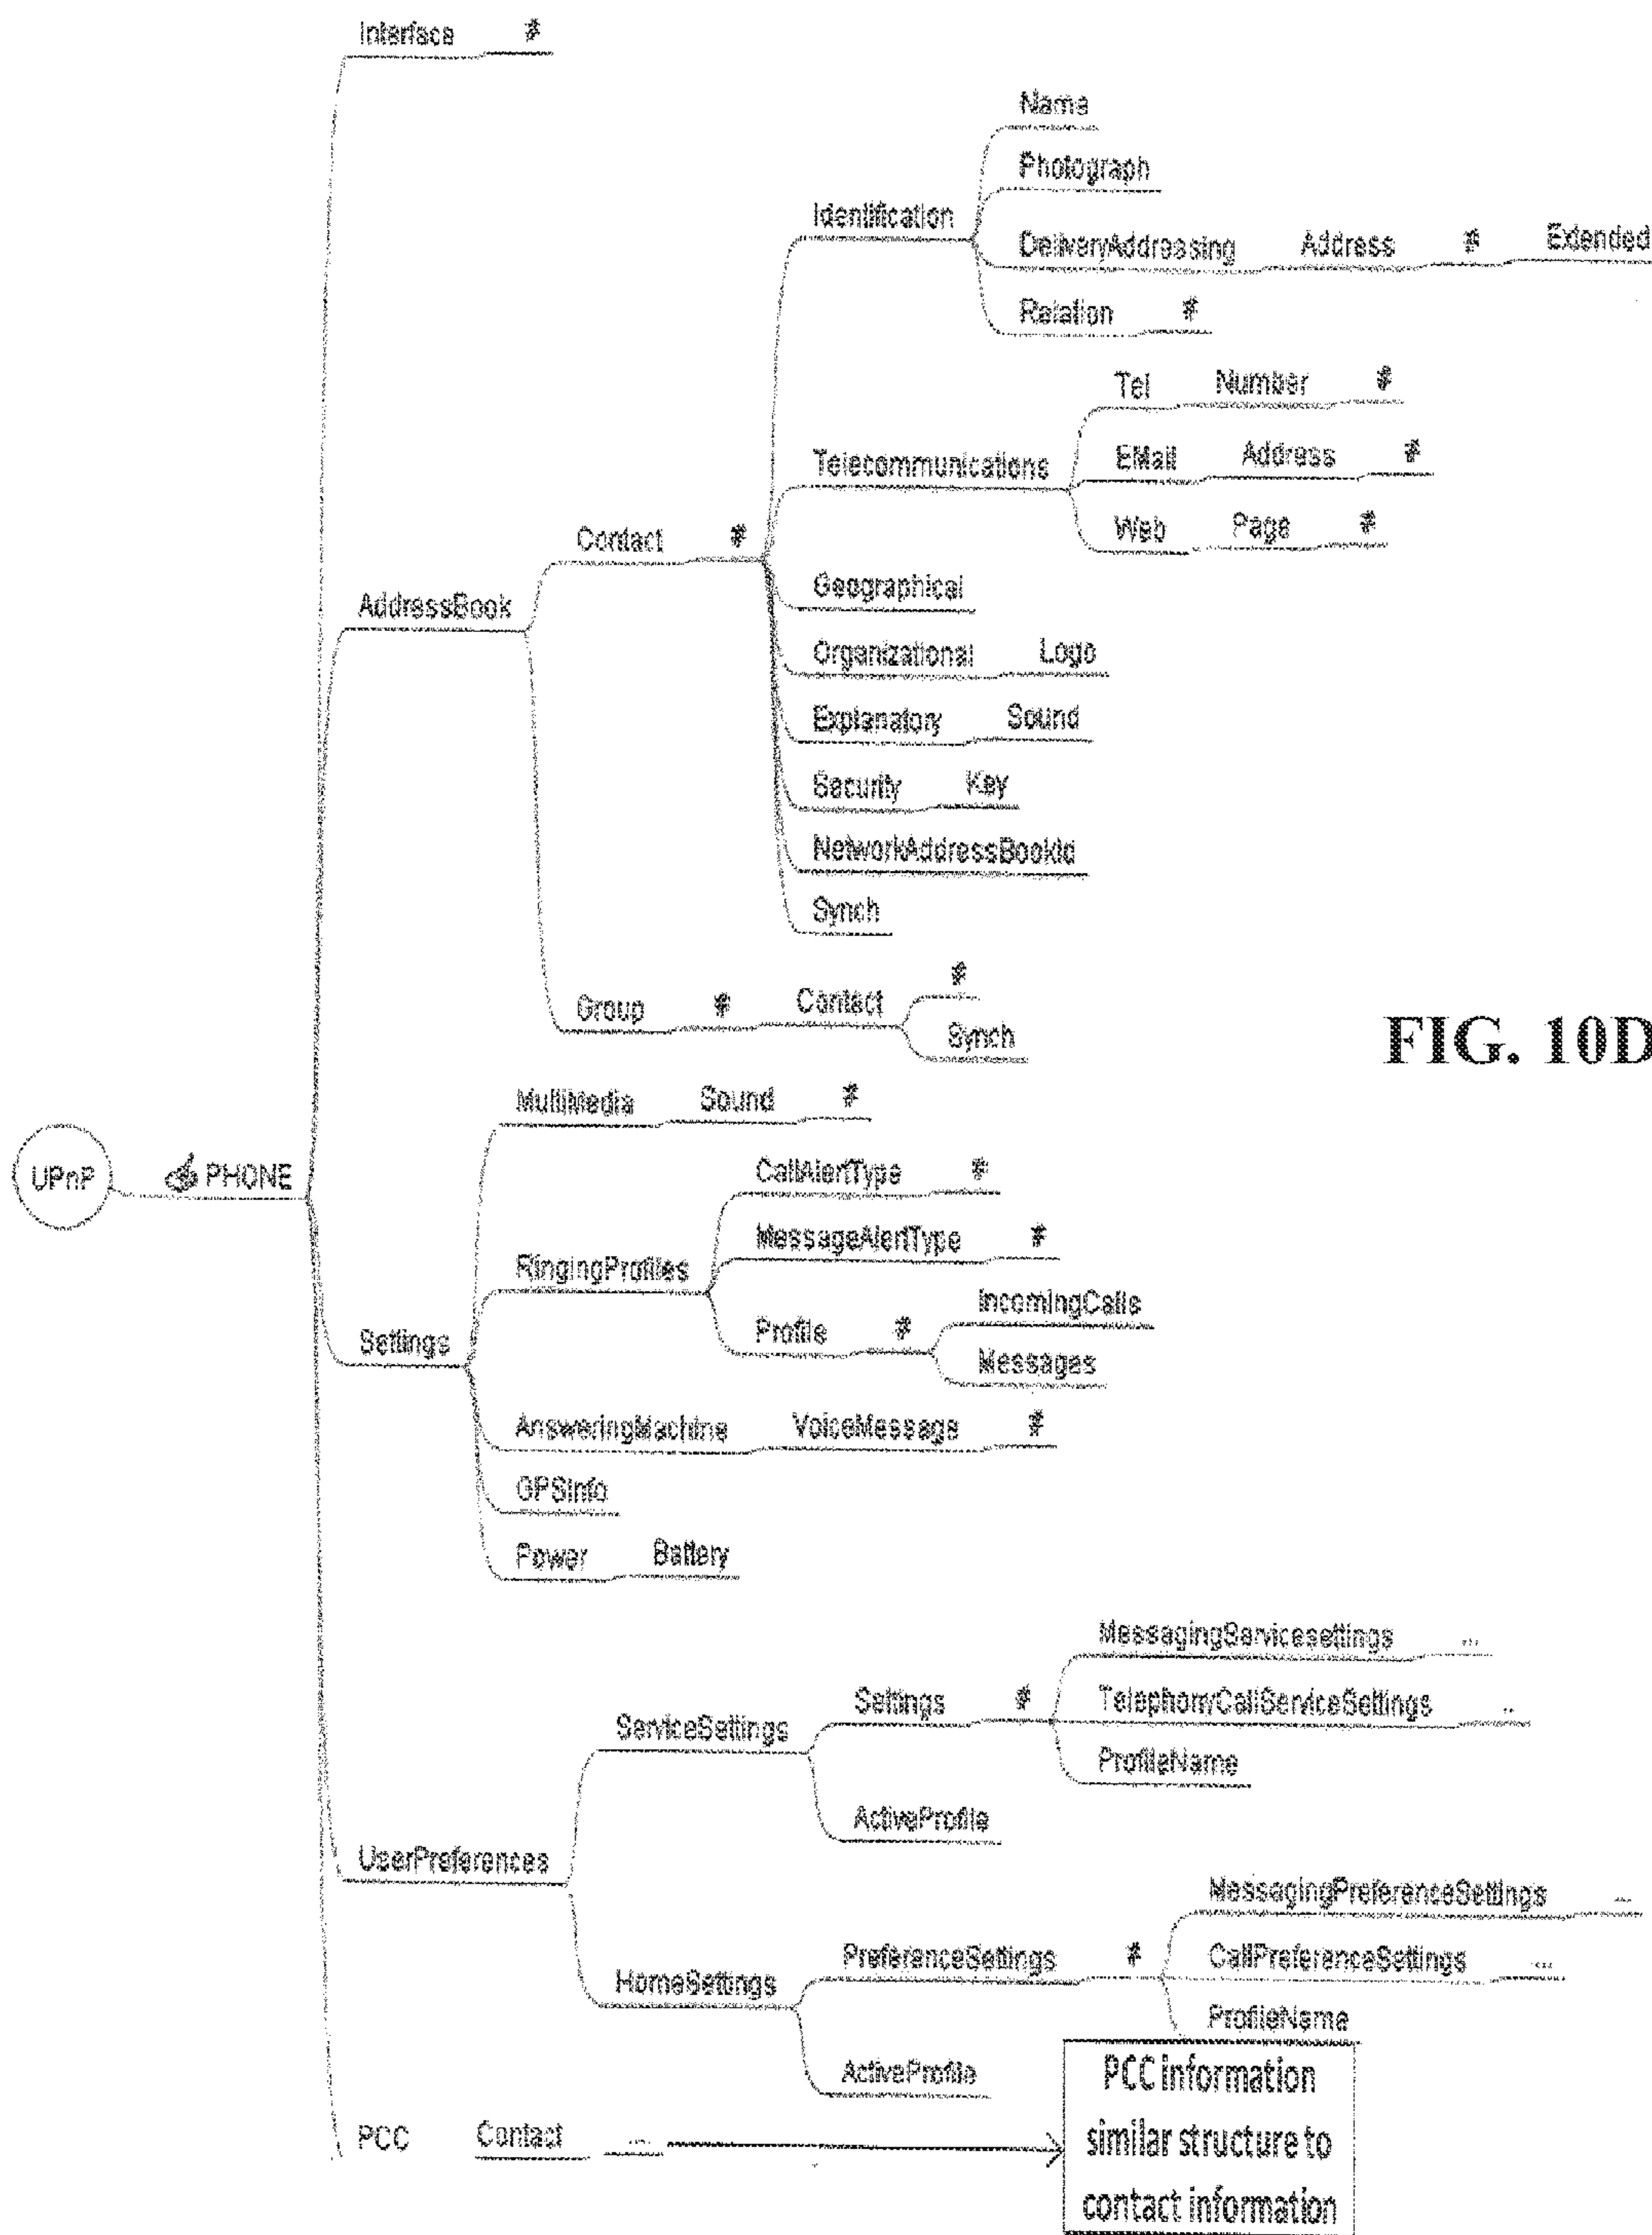 Interface #
Name
Photograph
Identification
DeliveryAddressing Address # Extended
Relation #
Tel Number #
Telecommunications
EMail Address #
Web Page #
Contact #
Geographical
AddressBook
Organizational Logo
Explanatory Sound
Security Key
NetworkAddressBookId
Synch
Group # Contact #
Synch
FIG. 10D
MultiMedia Sound #
UPnP PHONE
CallAlertType #
MessageAlertType #
RingingProfiles
Profile # IncomingCalls
Messages
Settings
AnsweringMachine VoiceMessage #
GPSInfo
Power Battery
MessagingServicesettings ...
Settings # TelephonyCallServiceSettings ...
ServiceSettings
ProfileName
ActiveProfile
UserPreferences
MessagingPreferenceSettings ...
PreferenceSettings # CallPreferenceSettings ...
HomeSettings
ProfileName
ActiveProfile
PCC Contact ...
PCC information
similar structure to
contact information